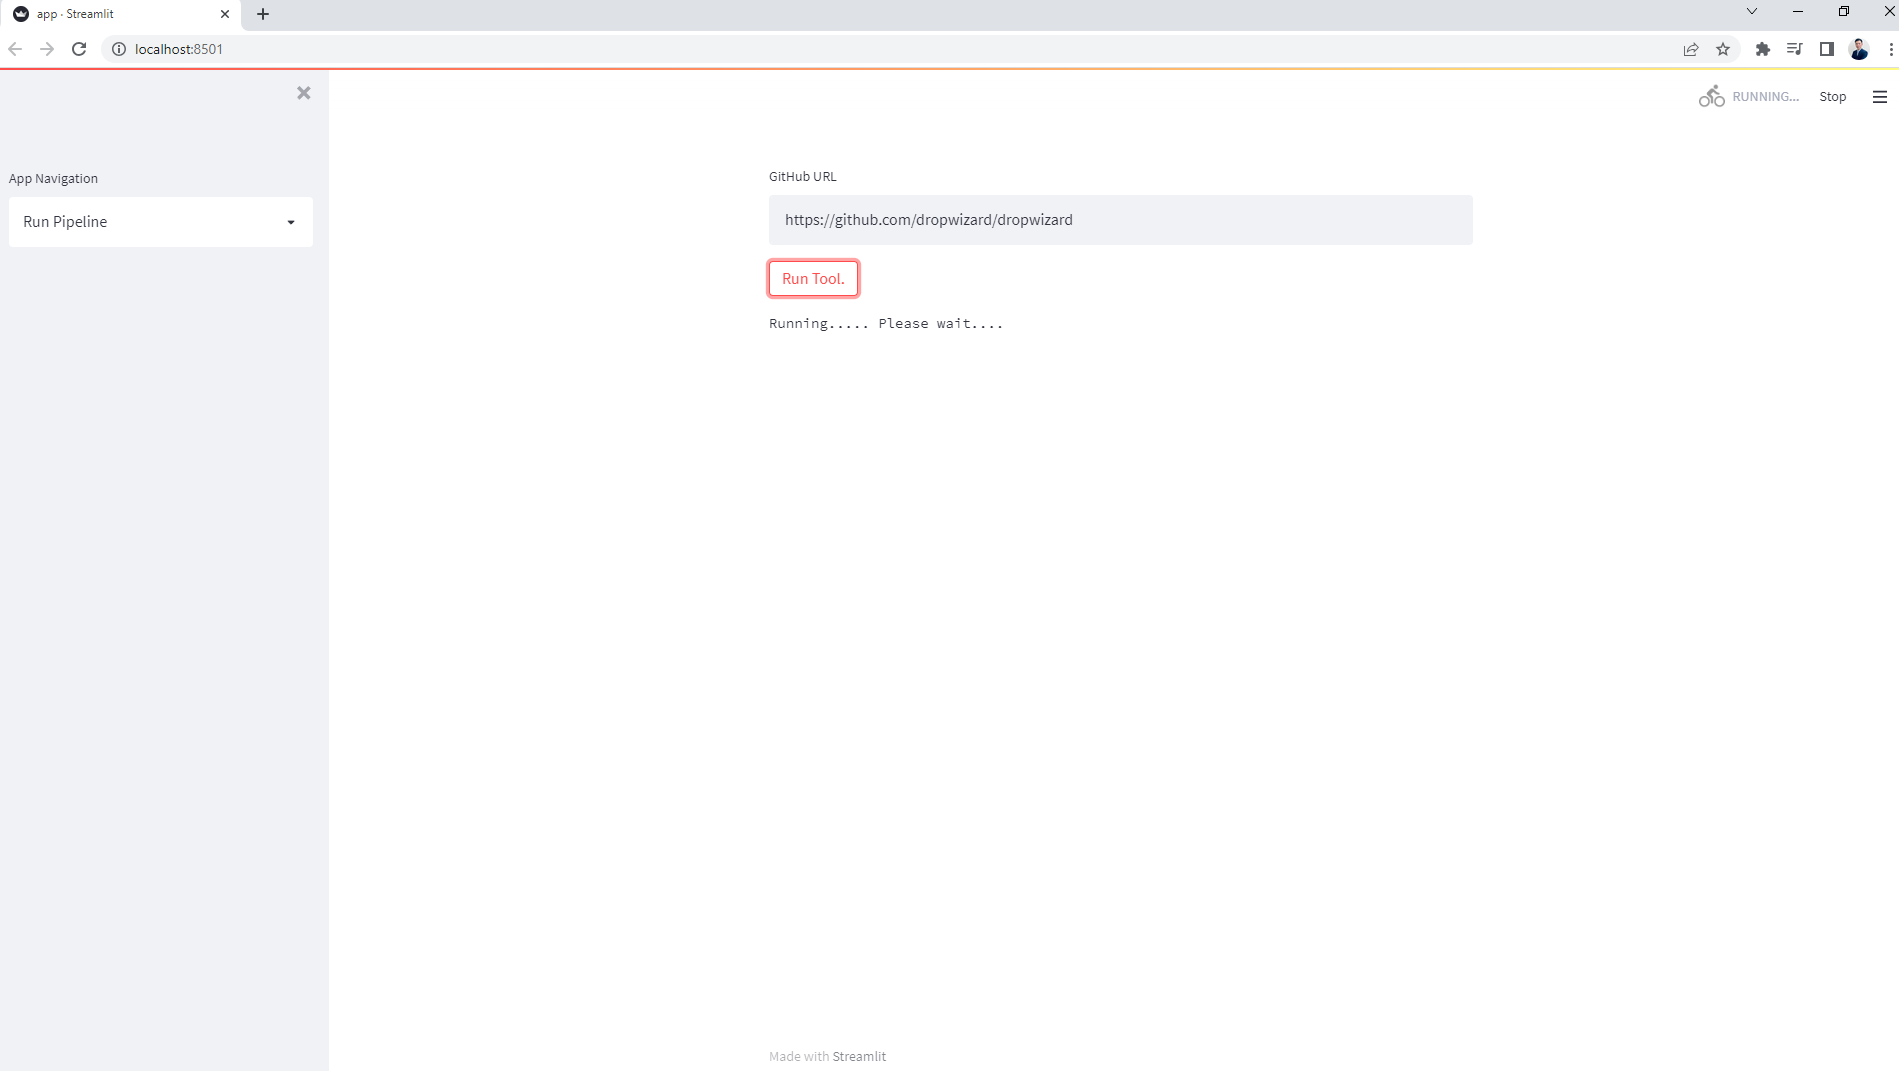 app · Streamlit
localhost:8501
RUNNING...
Stop
App Navigation
Run Pipeline
GitHub URL
https://github.com/dropwizard/dropwizard
Run Tool.
Running..... Please wait....
Made with Streamlit